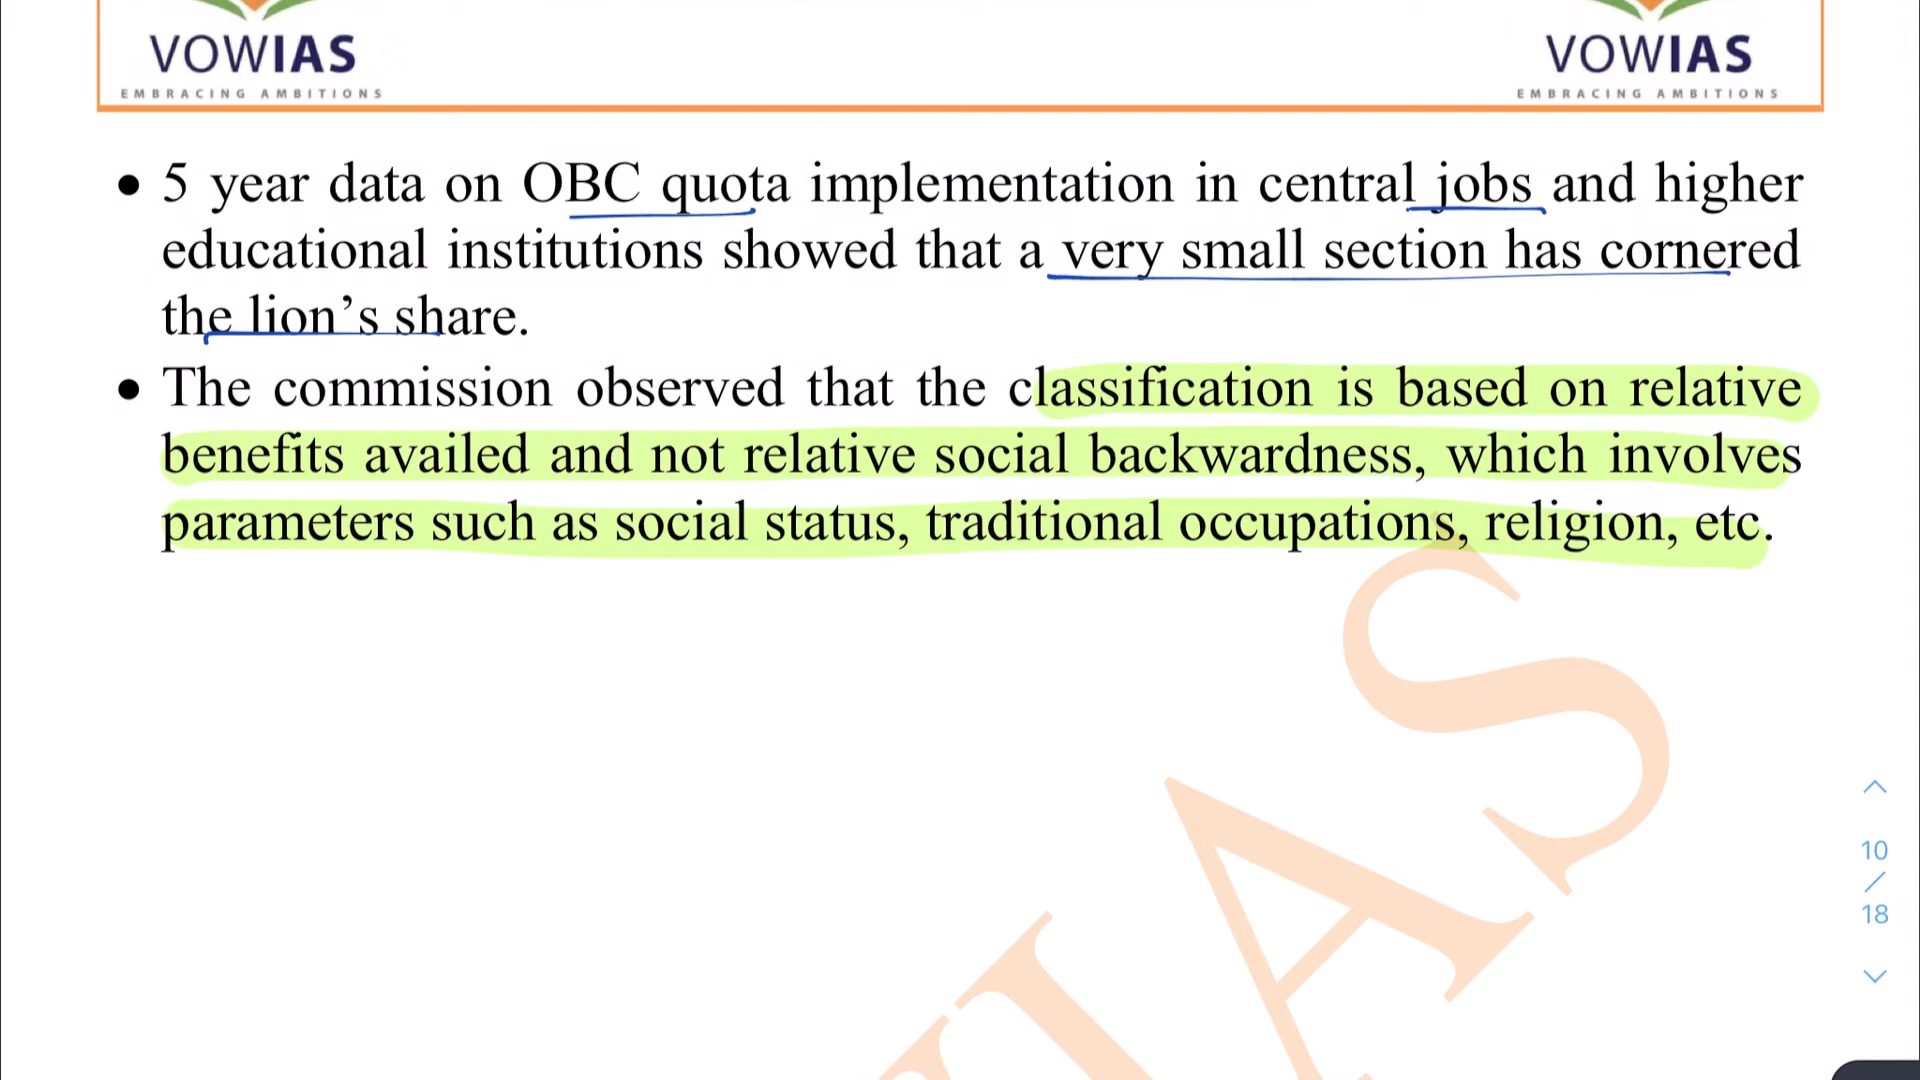 VOWIAS
EMBRACING AMBITIONS
VOWIAS
EMBRACING AMBITIONS
• 5 year data on OBC quota implementation in central jobs and higher
educational institutions showed that a very small section has cornered
the lion’s share.
• The commission observed that the classification is based on relative
benefits availed and not relative social backwardness, which involves
parameters such as social status, traditional occupations, religion, etc.
IAS
10
/
18